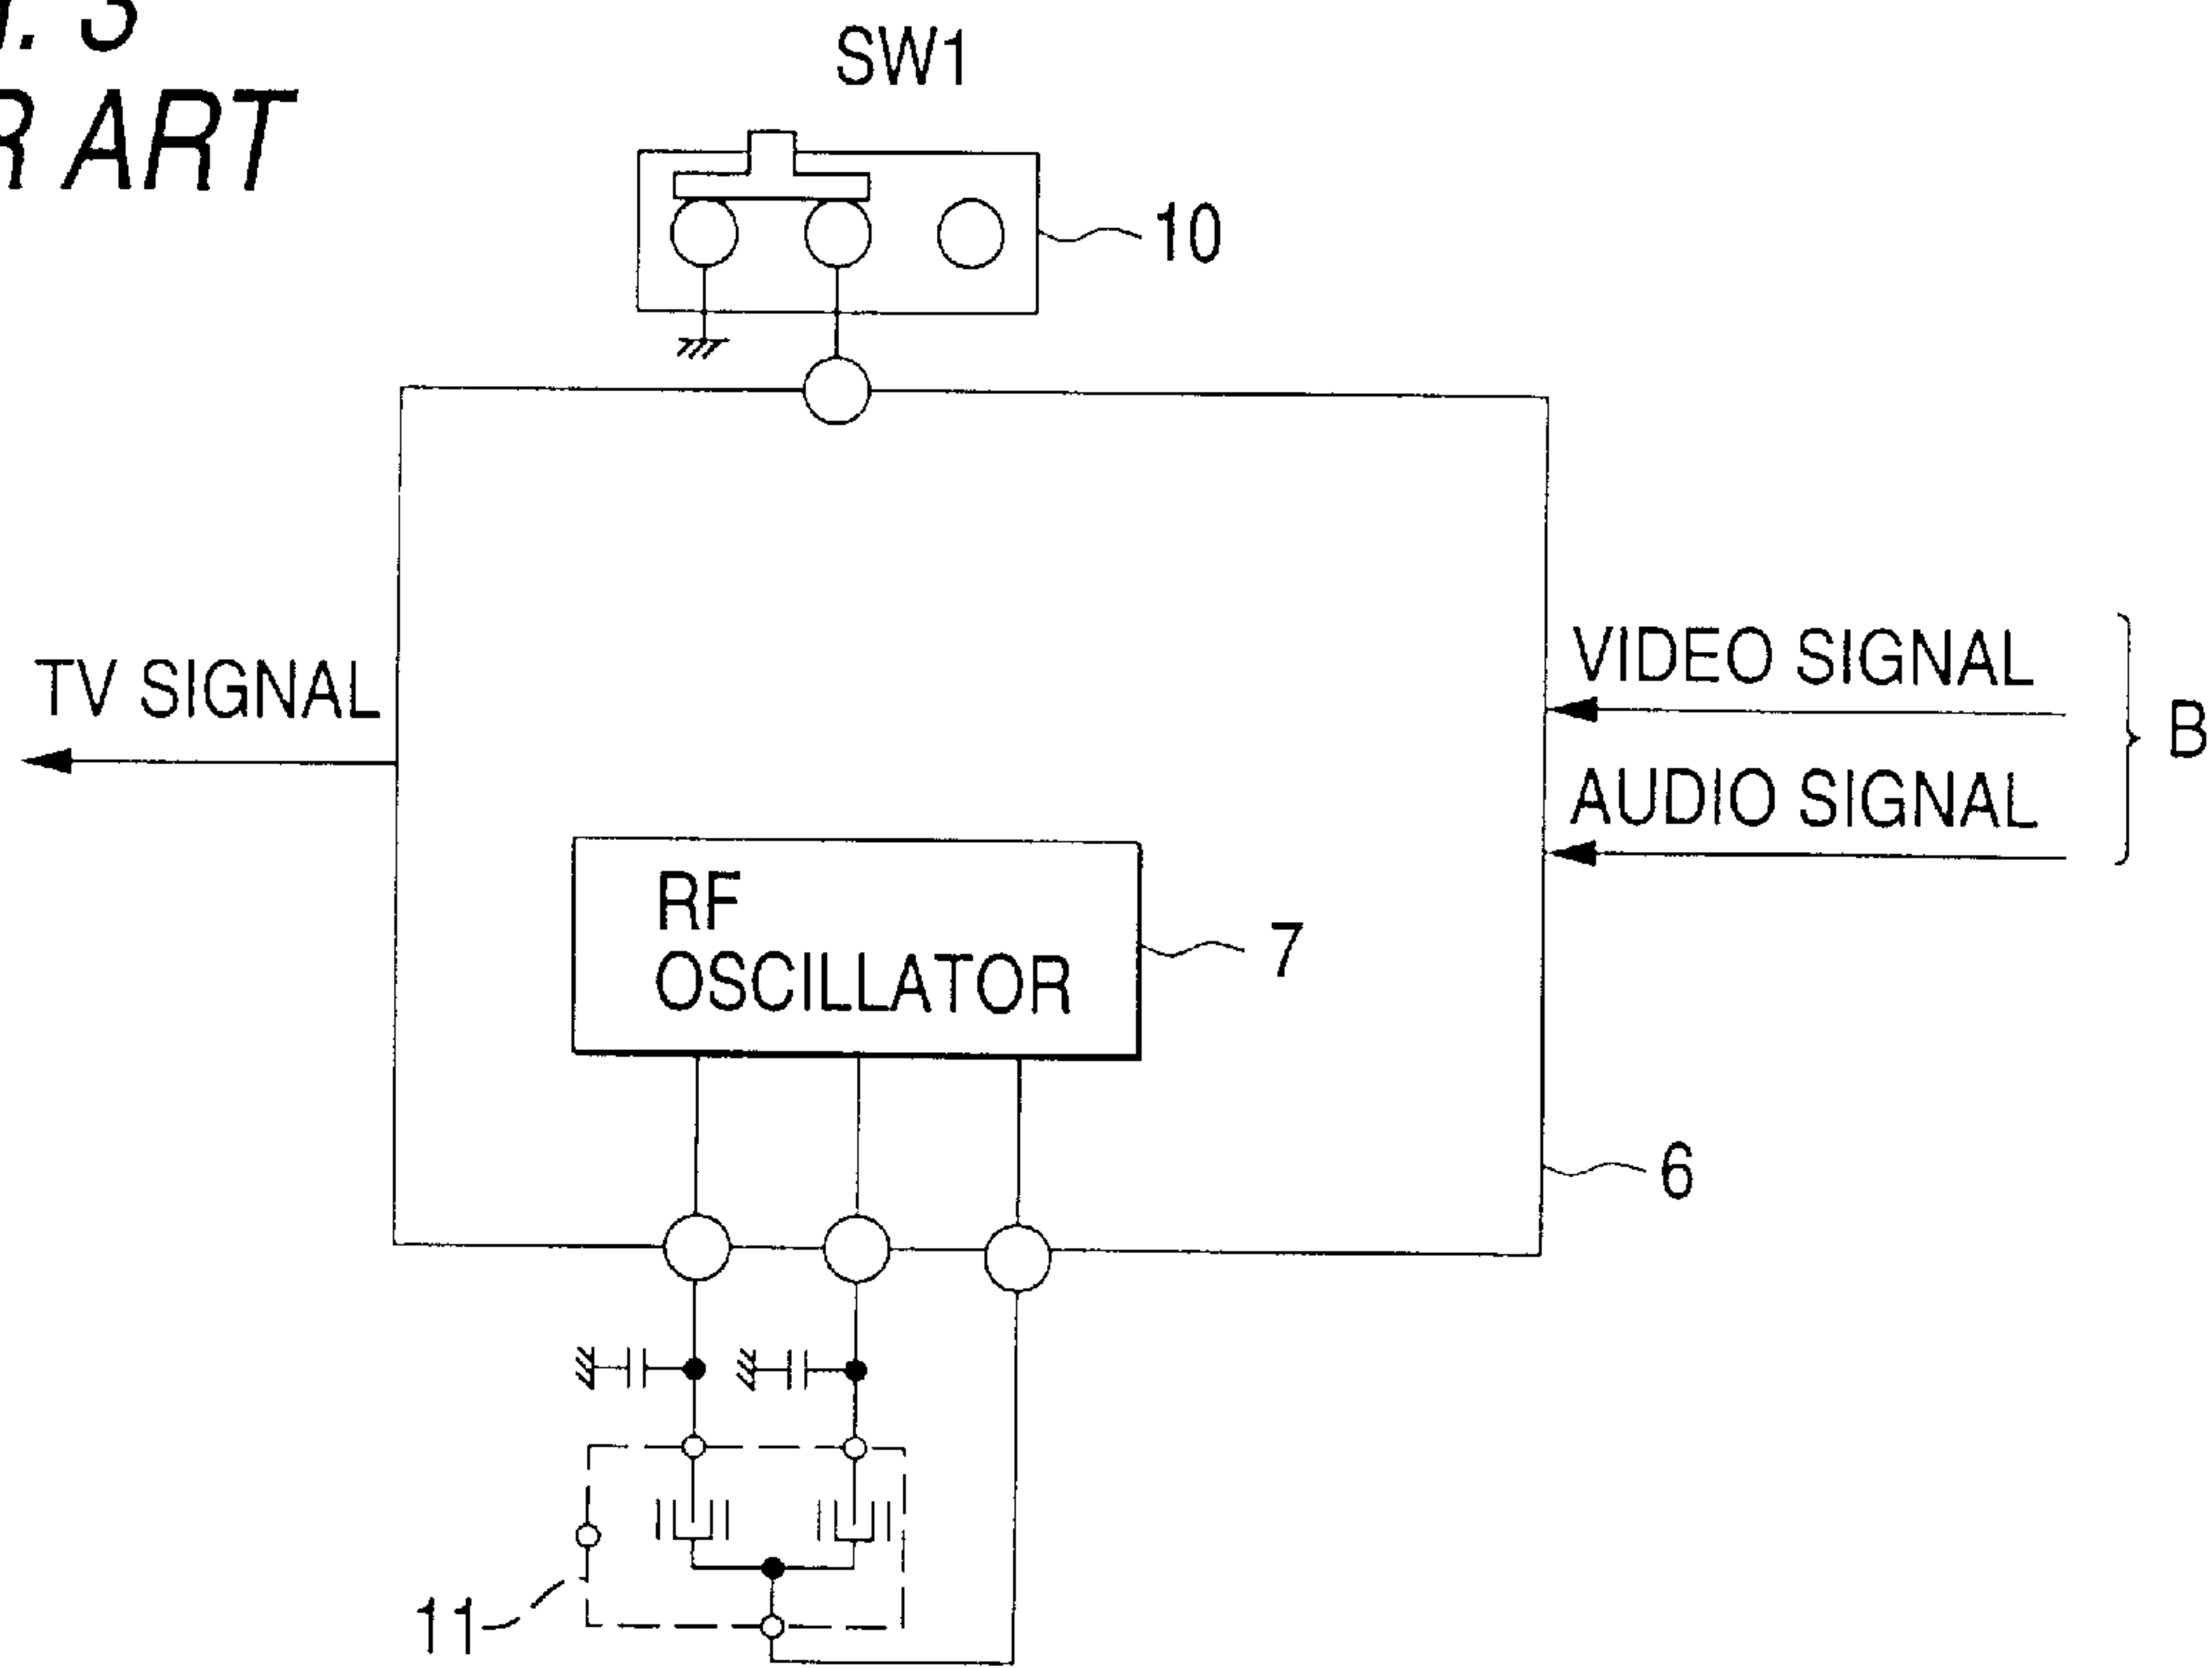 ART
SW1
10
TV SIGNAL
VIDEO SIGNAL
AUDIO SIGNAL
B
RF
OSCILLATOR
7
6
11